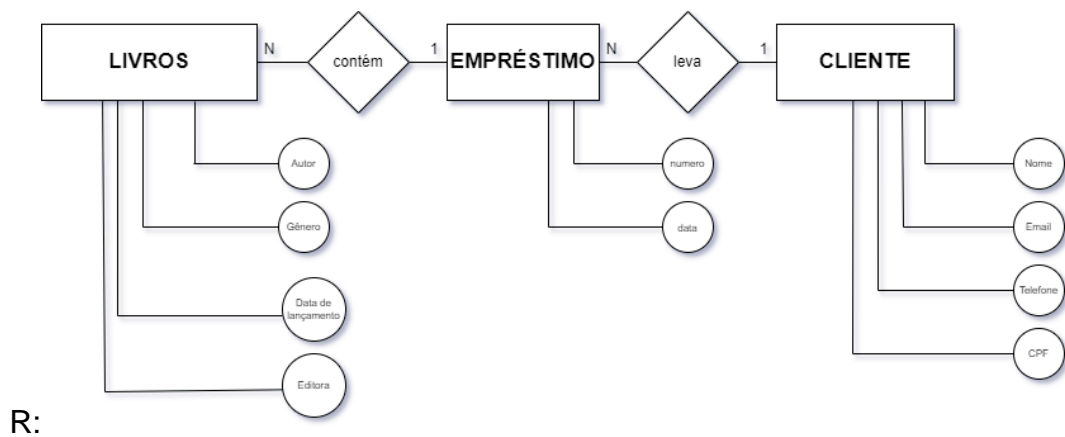 LIVROS
N
contém
1
EMPRÉSTIMO
N
leva
1
CLIENTE
Autor
Gênero
Data de
lançamento
Editora
numero
data
Nome
Email
Telefone
CPF
R: